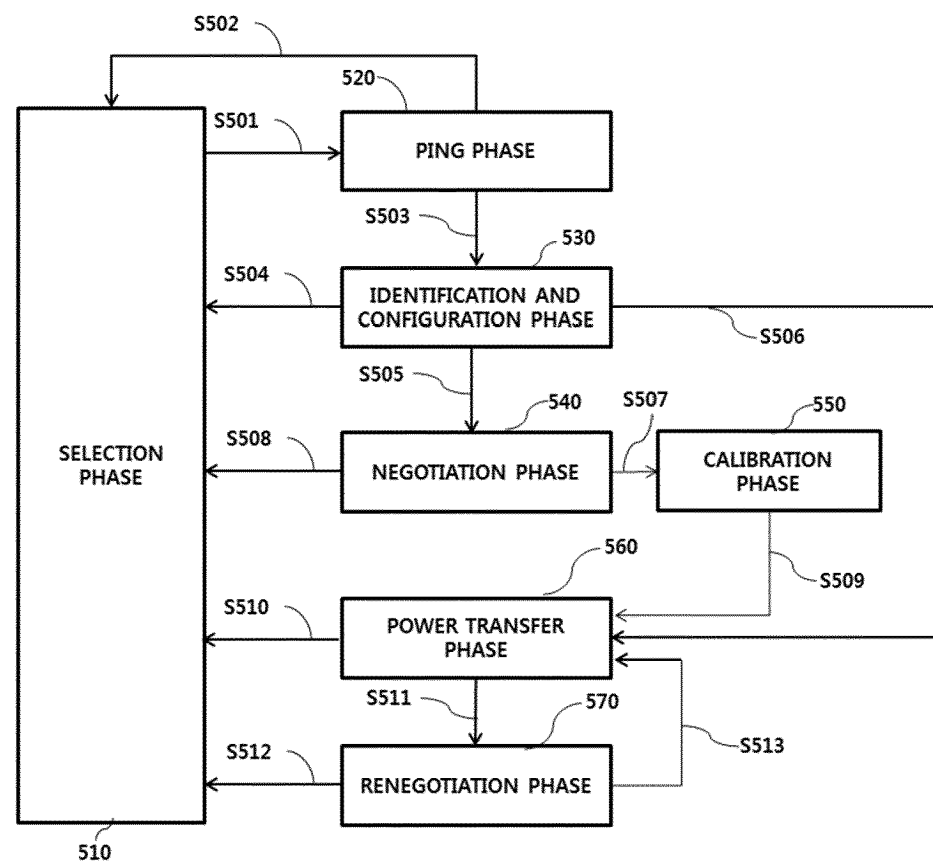 S502
520
S501
PING PHASE
S503
530
S504
IDENTIFICATION AND
CONFIGURATION PHASE
S506
S505
540
S507
550
S508
SELECTION
PHASE
NEGOTIATION PHASE
CALIBRATION
PHASE
560
S509
S510
POWER TRANSFER
PHASE
S511
570
S513
S512
RENEGOTIATION PHASE
510